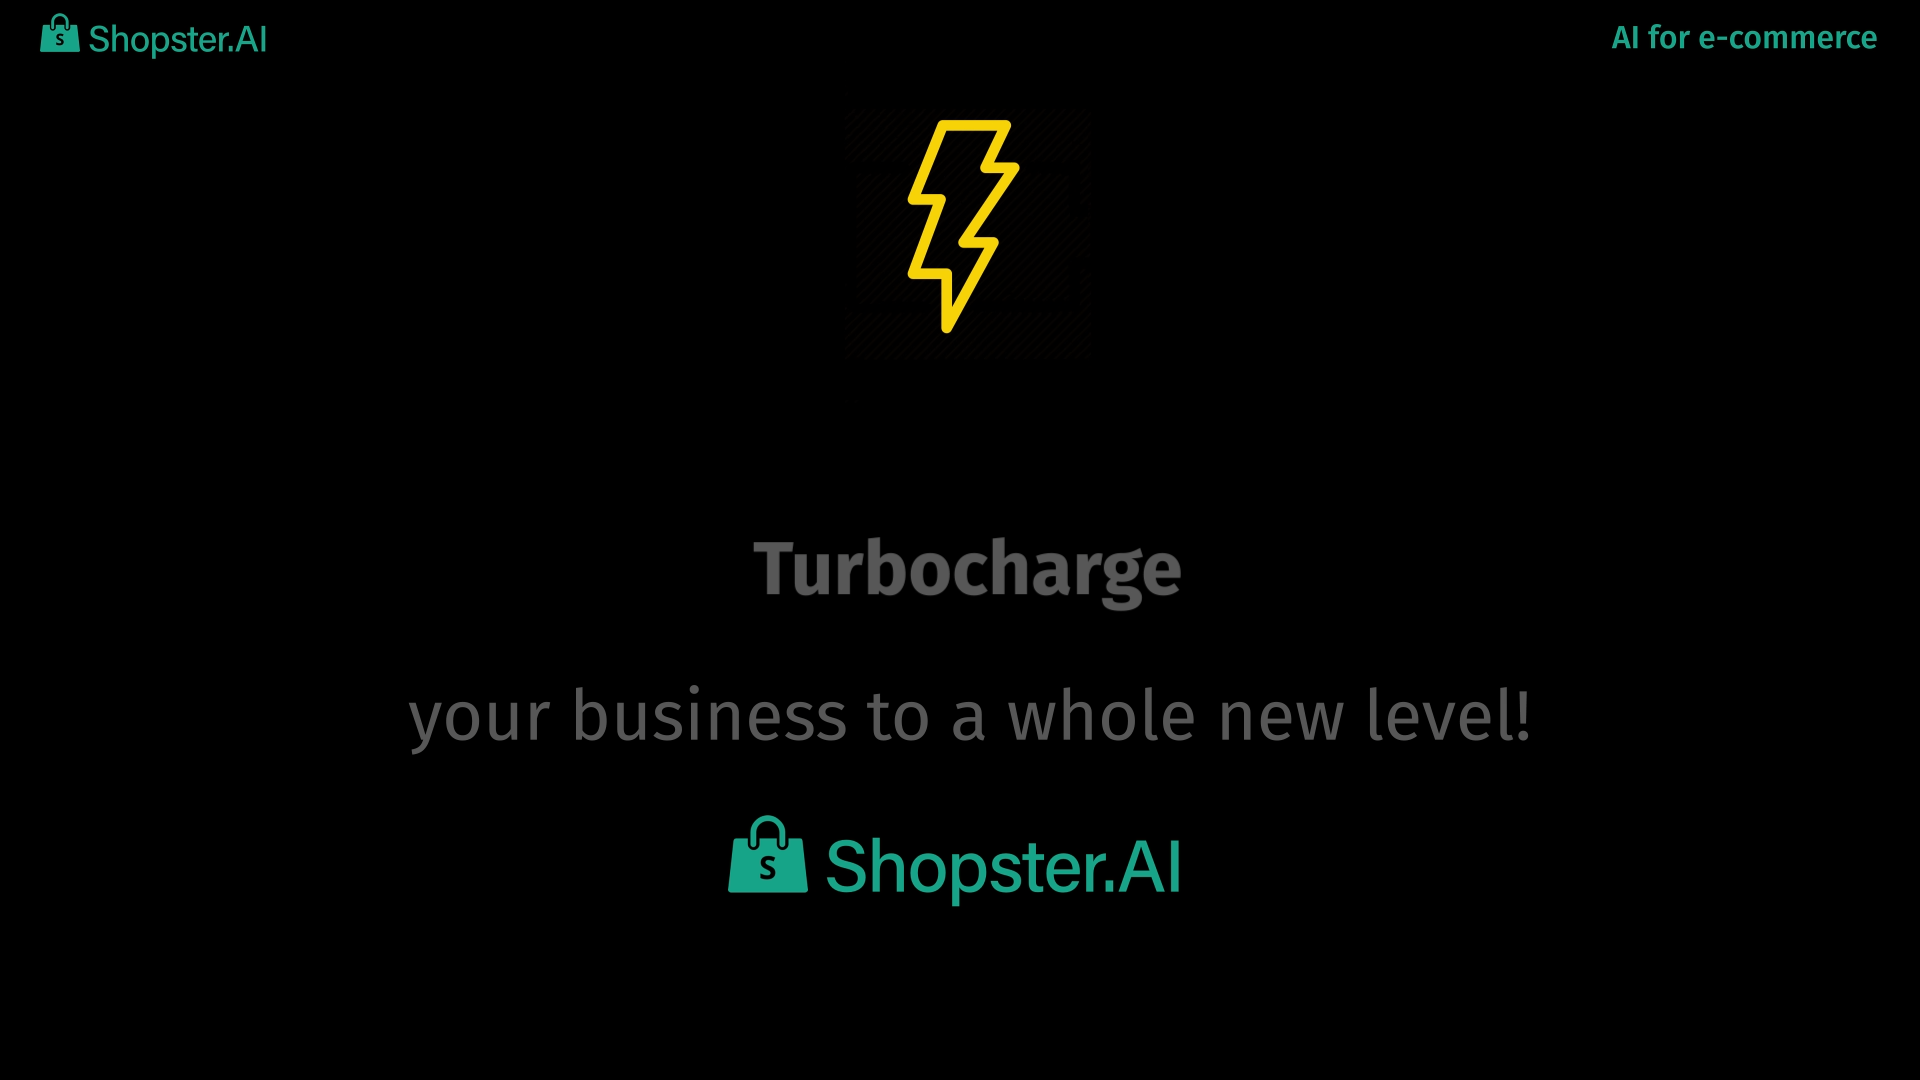 S Shopster.AI
AI for e-commerce
Turbocharge
your business to a whole new level!
S Shopster.AI